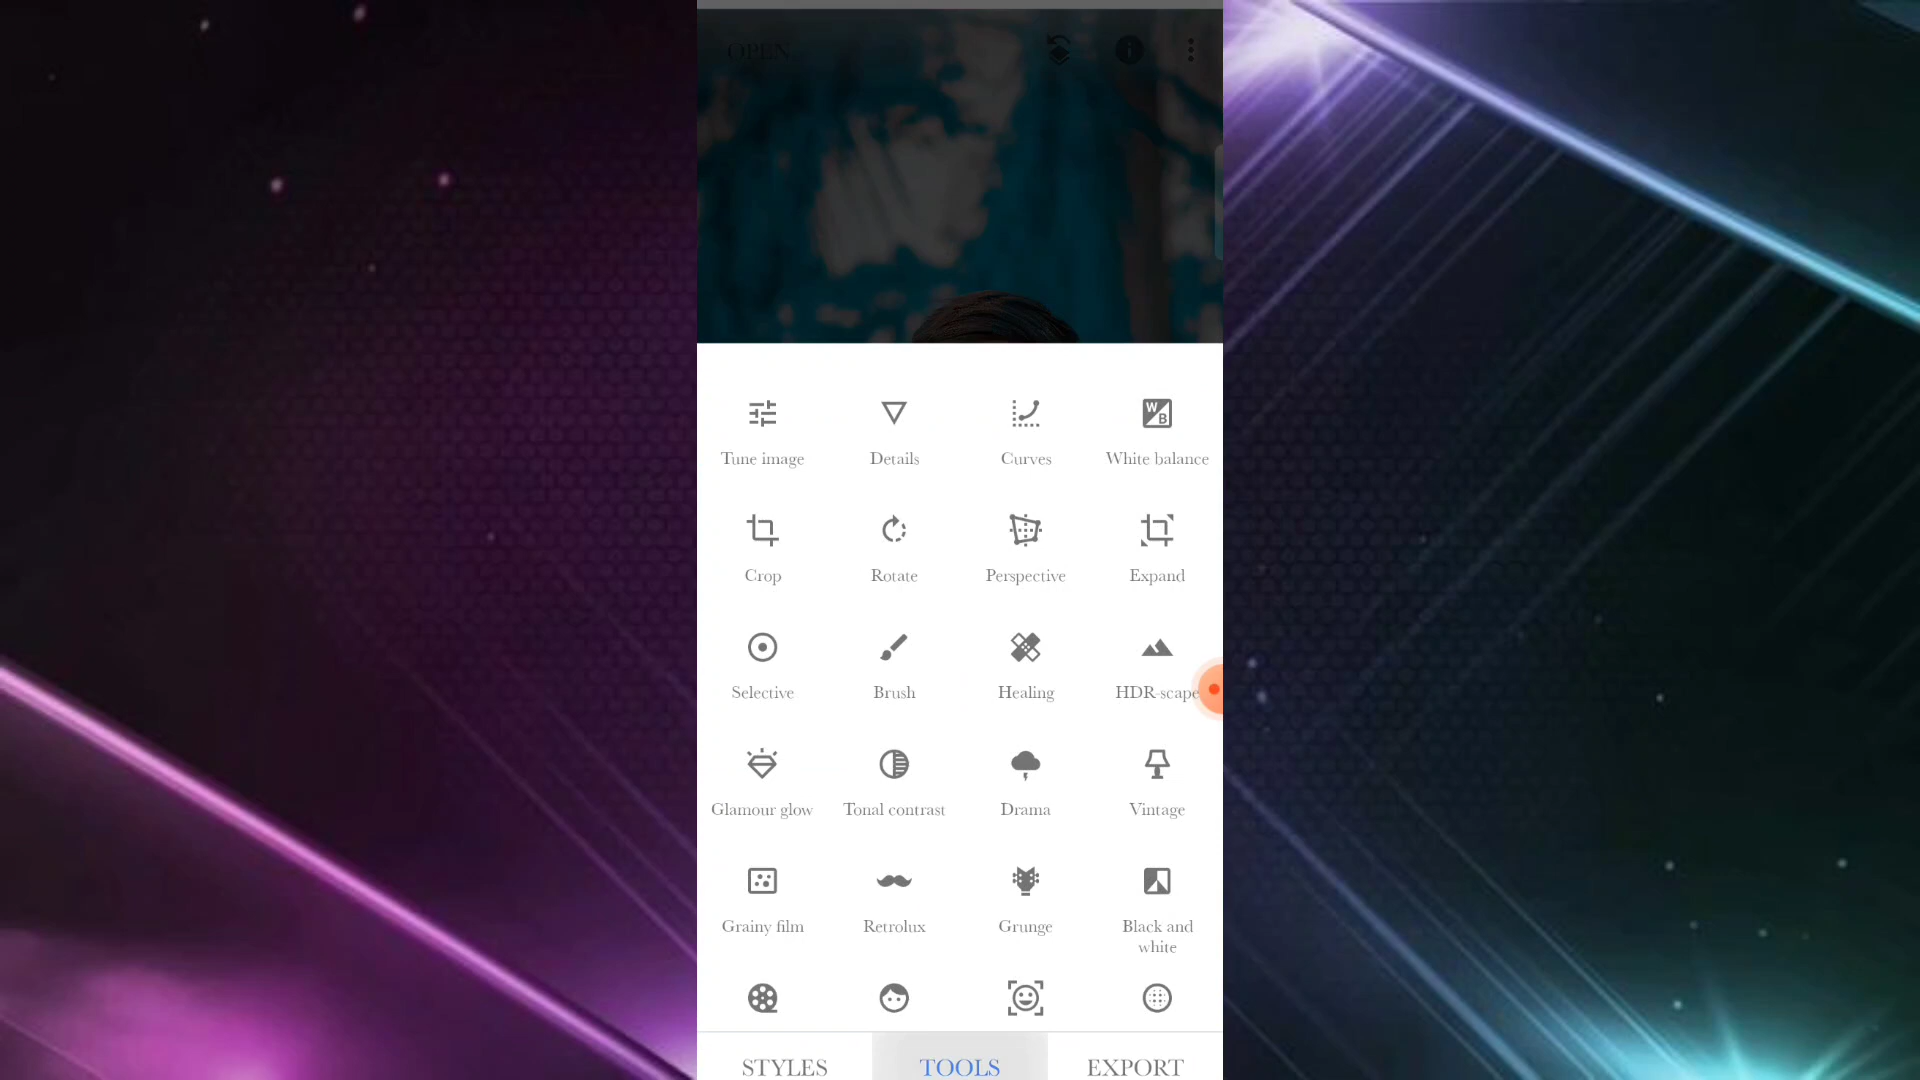 OPEN
Tune image Details Curves White balance
Crop Rotate Perspective Expand
Selective Brush Healing HDR-scape
Glamour glow Tonal contrast Drama Vintage
Grainy film Retrolux Grunge Black and
white
STYLES TOOLS EXPORT